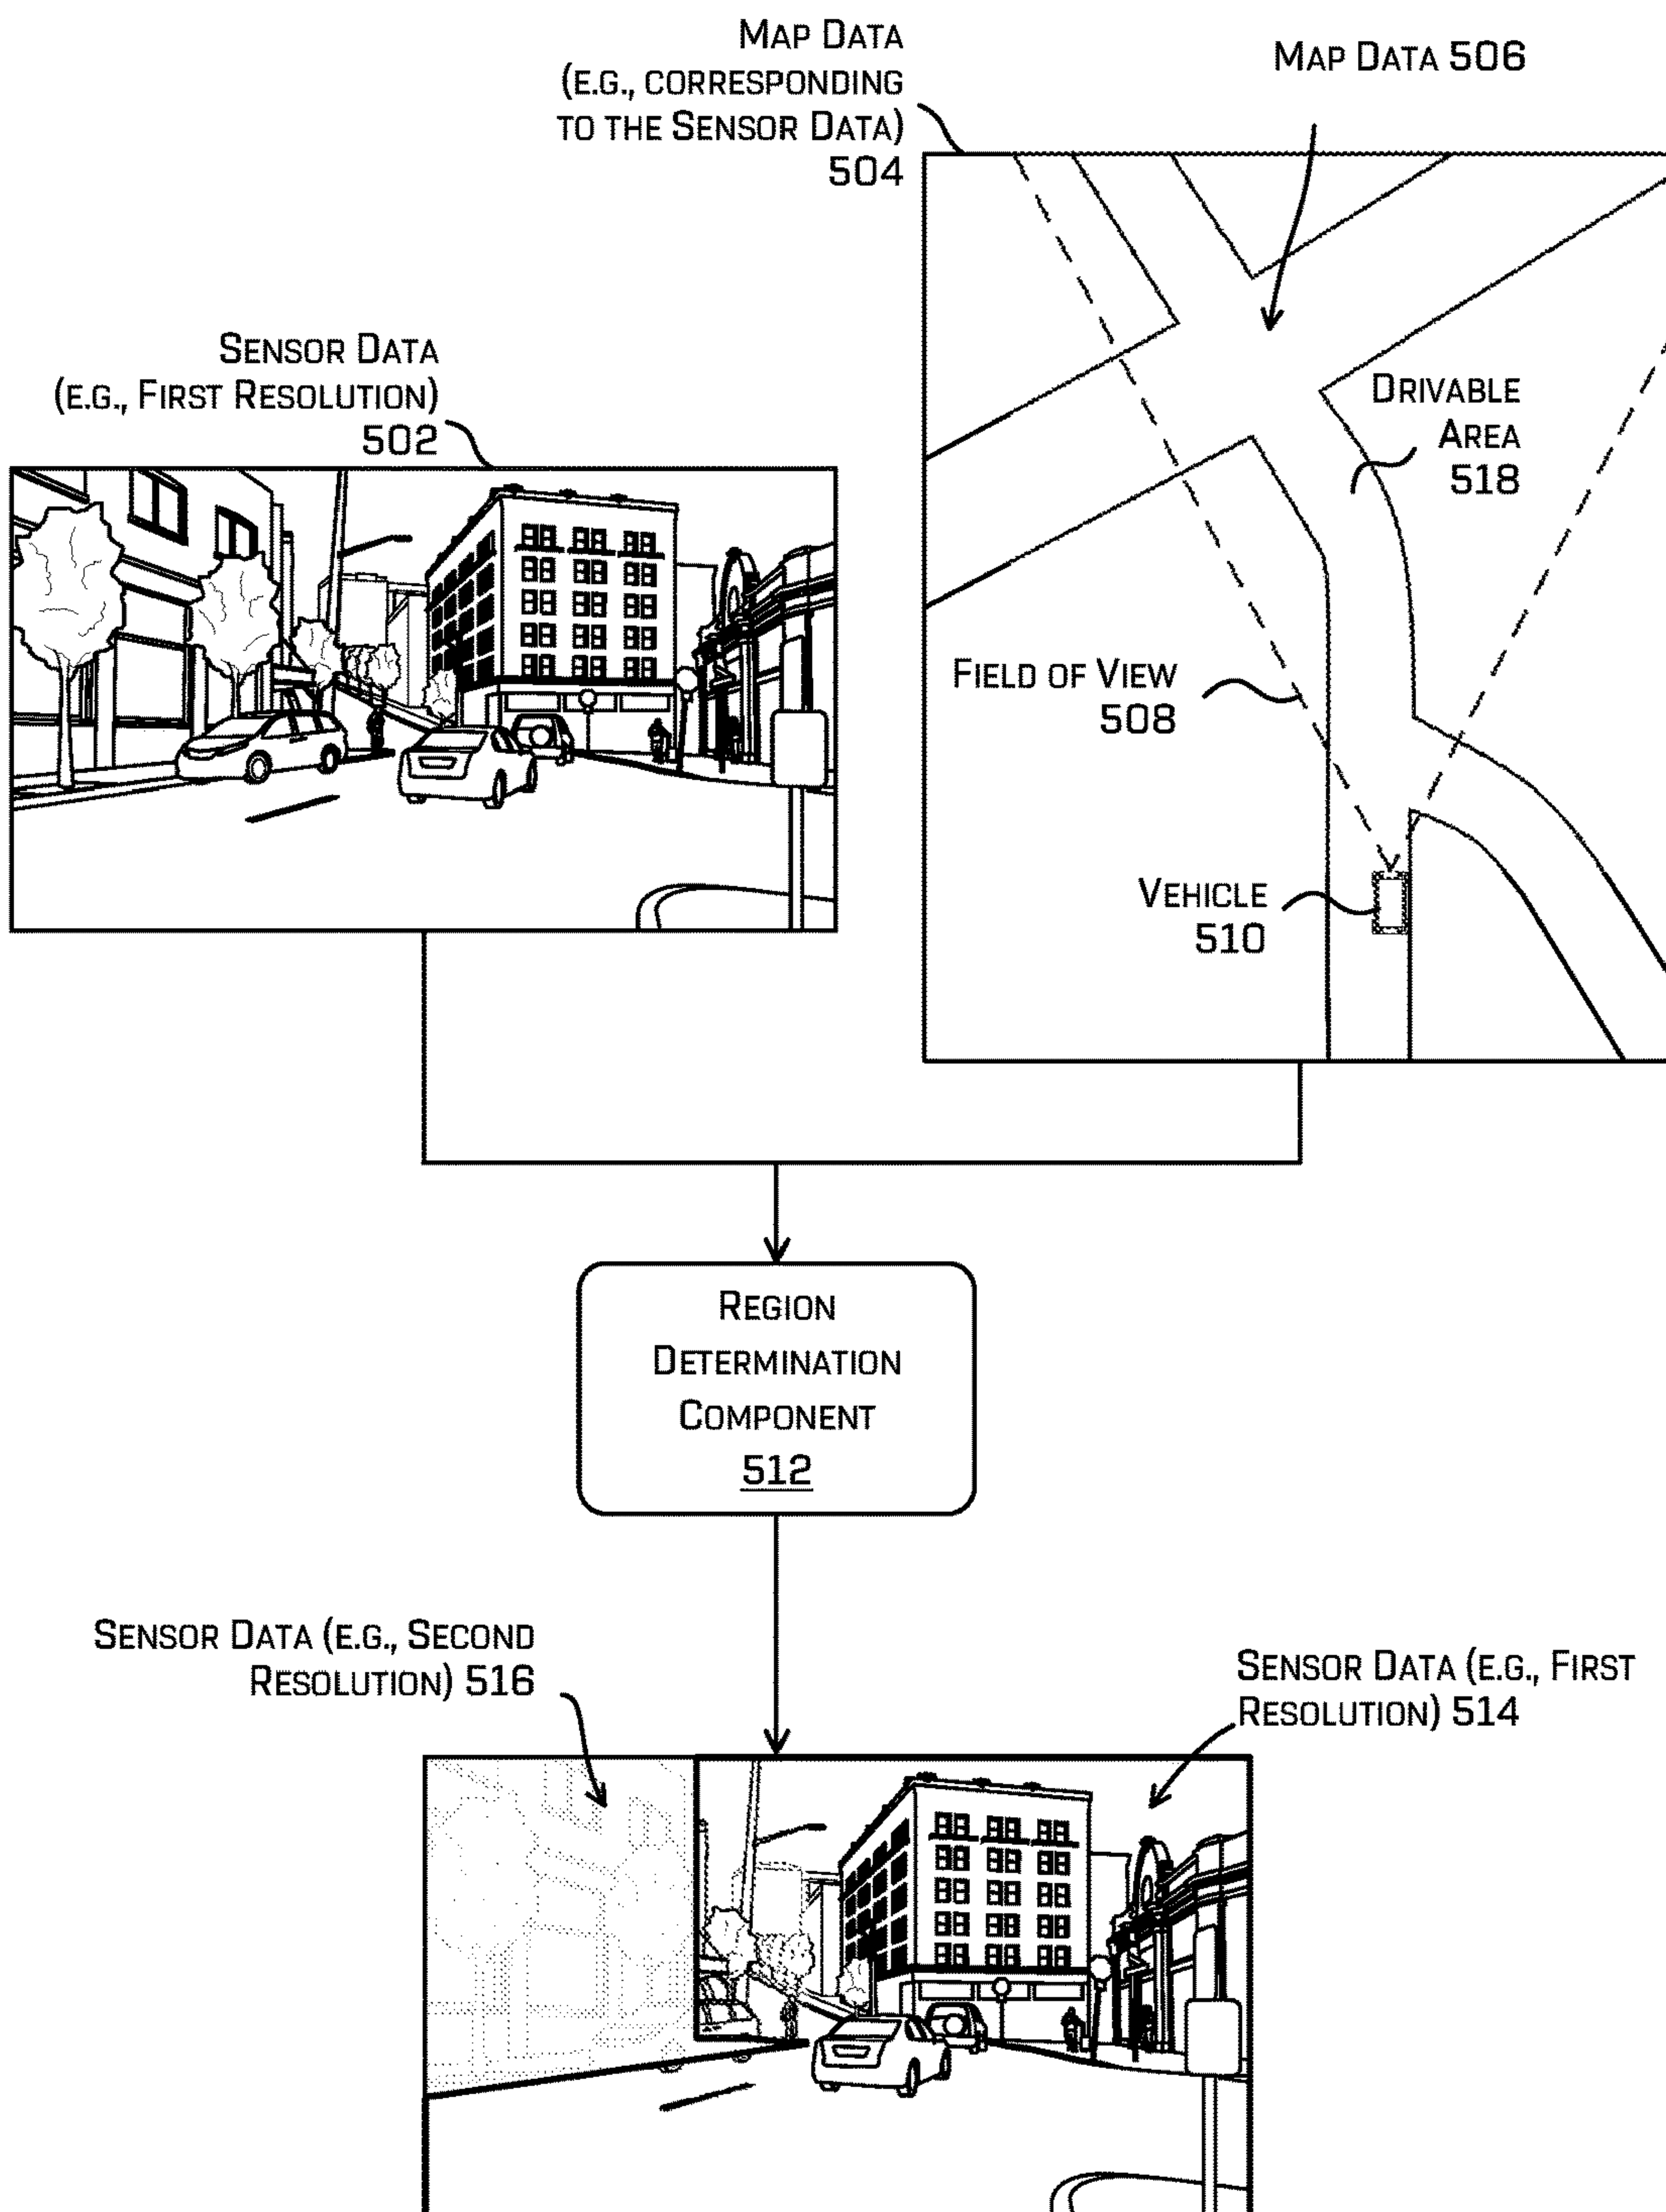 MAP DATA
(E.G., CORRESPONDING
TO THE SENSOR DATA)
504
MAP DATA 506
SENSOR DATA
(E.G., FIRST RESOLUTION)
502
DRIVABLE
AREA
518
FIELD OF VIEW
508
VEHICLE
510
REGION
DETERMINATION
COMPONENT
512
SENSOR DATA (E.G., SECOND
RESOLUTION) 516
SENSOR DATA (E.G., FIRST
RESOLUTION) 514